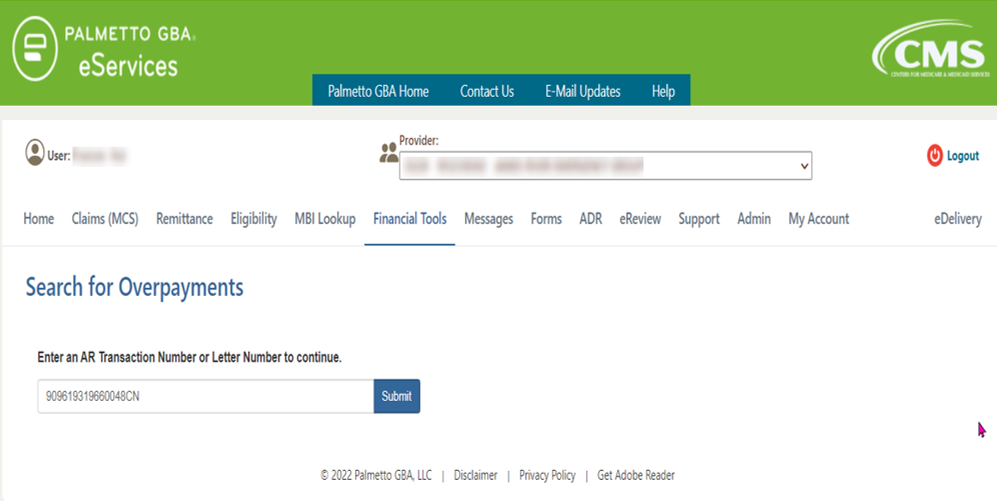 PALMETTO GBA®
eServices
CMS
CENTERS FOR MEDICARE & MEDICAID SERVICES
Palmetto GBA Home Contact Us E-Mail Updates Help
User:
Provider:
Logout
Home Claims (MCS) Remittance Eligibility MBI Lookup Financial Tools Messages Forms ADR eReview Support Admin My Account eDelivery
Search for Overpayments
Enter an AR Transaction Number or Letter Number to continue.
909619319660048CN Submit
© 2022 Palmetto GBA, LLC | Disclaimer | Privacy Policy | Get Adobe Reader